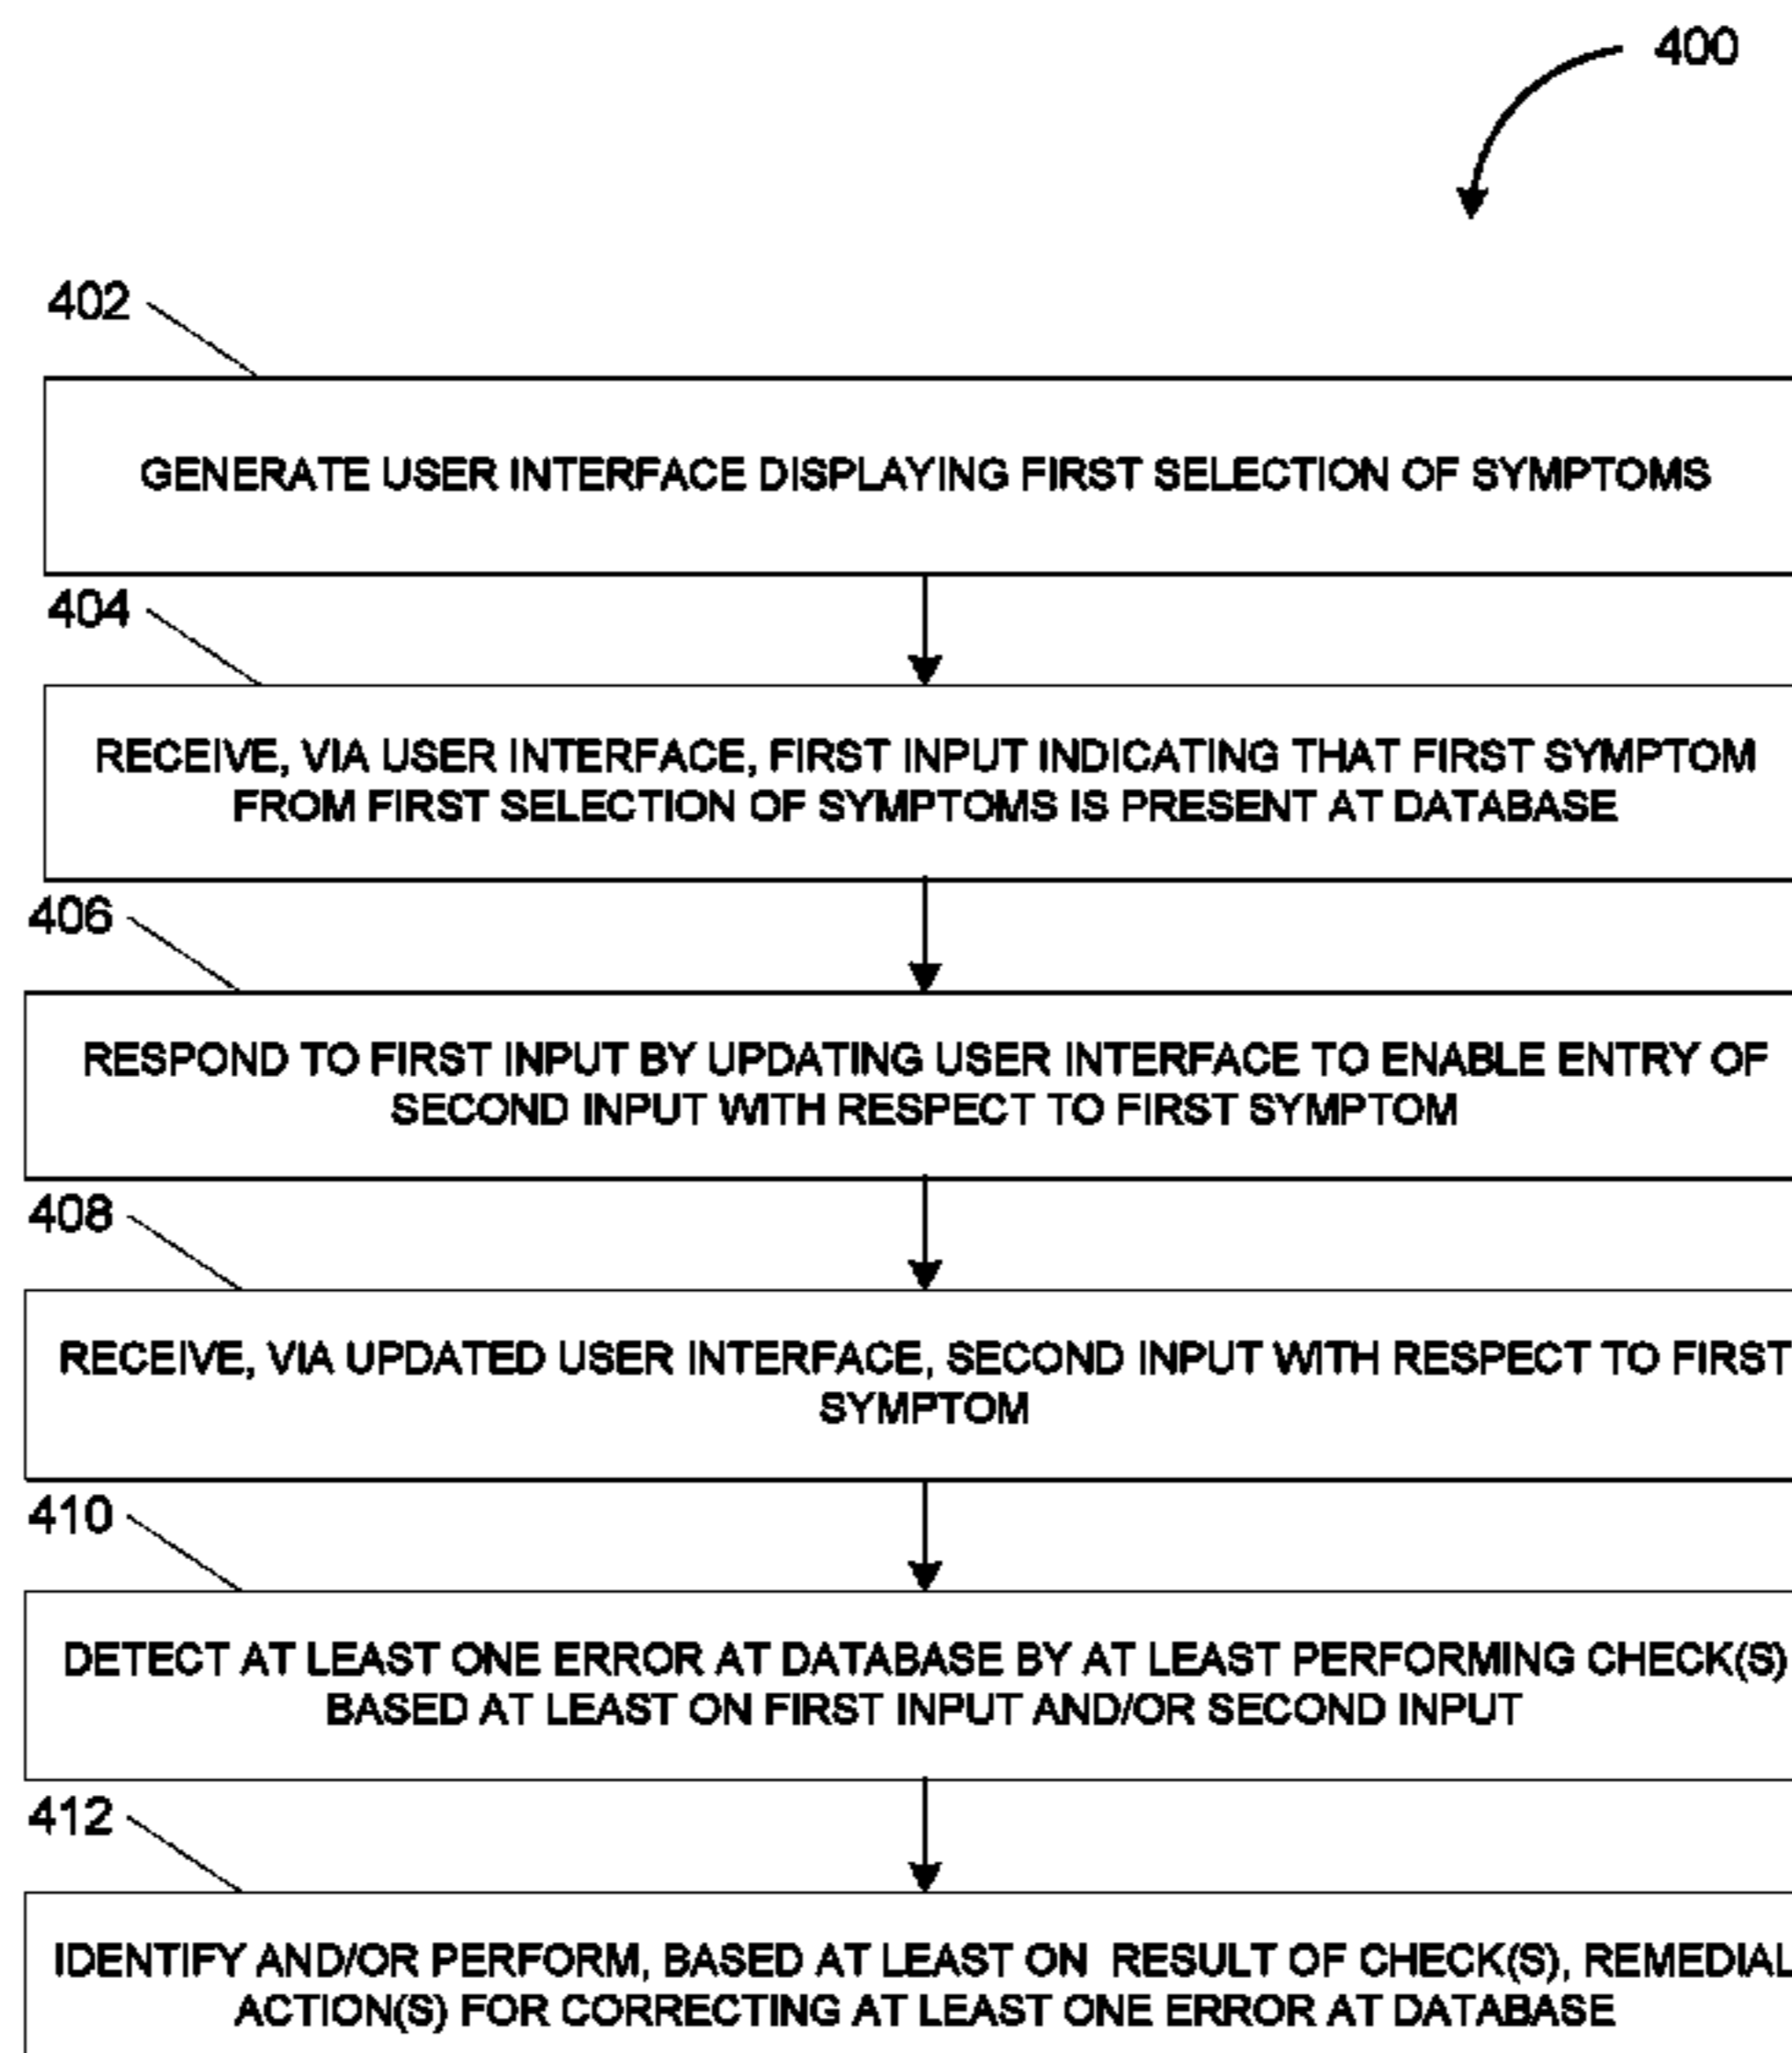 400
402
GENERATE USER INTERFACE DISPLAYING FIRST SELECTION OF SYMPTOMS
404
RECEIVE, VIA USER INTERFACE, FIRST INPUT INDICATING THAT FIRST SYMPTOM
FROM FIRST SELECTION OF SYMPTOMS IS PRESENT AT DATABASE
406
RESPOND TO FIRST INPUT BY UPDATING USER INTERFACE TO ENABLE ENTRY OF
SECOND INPUT WITH RESPECT TO FIRST SYMPTOM
408
RECEIVE, VIA UPDATED USER INTERFACE, SECOND INPUT WITH RESPECT TO FIRST
SYMPTOM
410
DETECT AT LEAST ONE ERROR AT DATABASE BY AT LEAST PERFORMING CHECK(S)
BASED AT LEAST ON FIRST INPUT AND/OR SECOND INPUT
412
IDENTIFY AND/OR PERFORM, BASED AT LEAST ON RESULT OF CHECK(S), REMEDIAL
ACTION(S) FOR CORRECTING AT LEAST ONE ERROR AT DATABASE